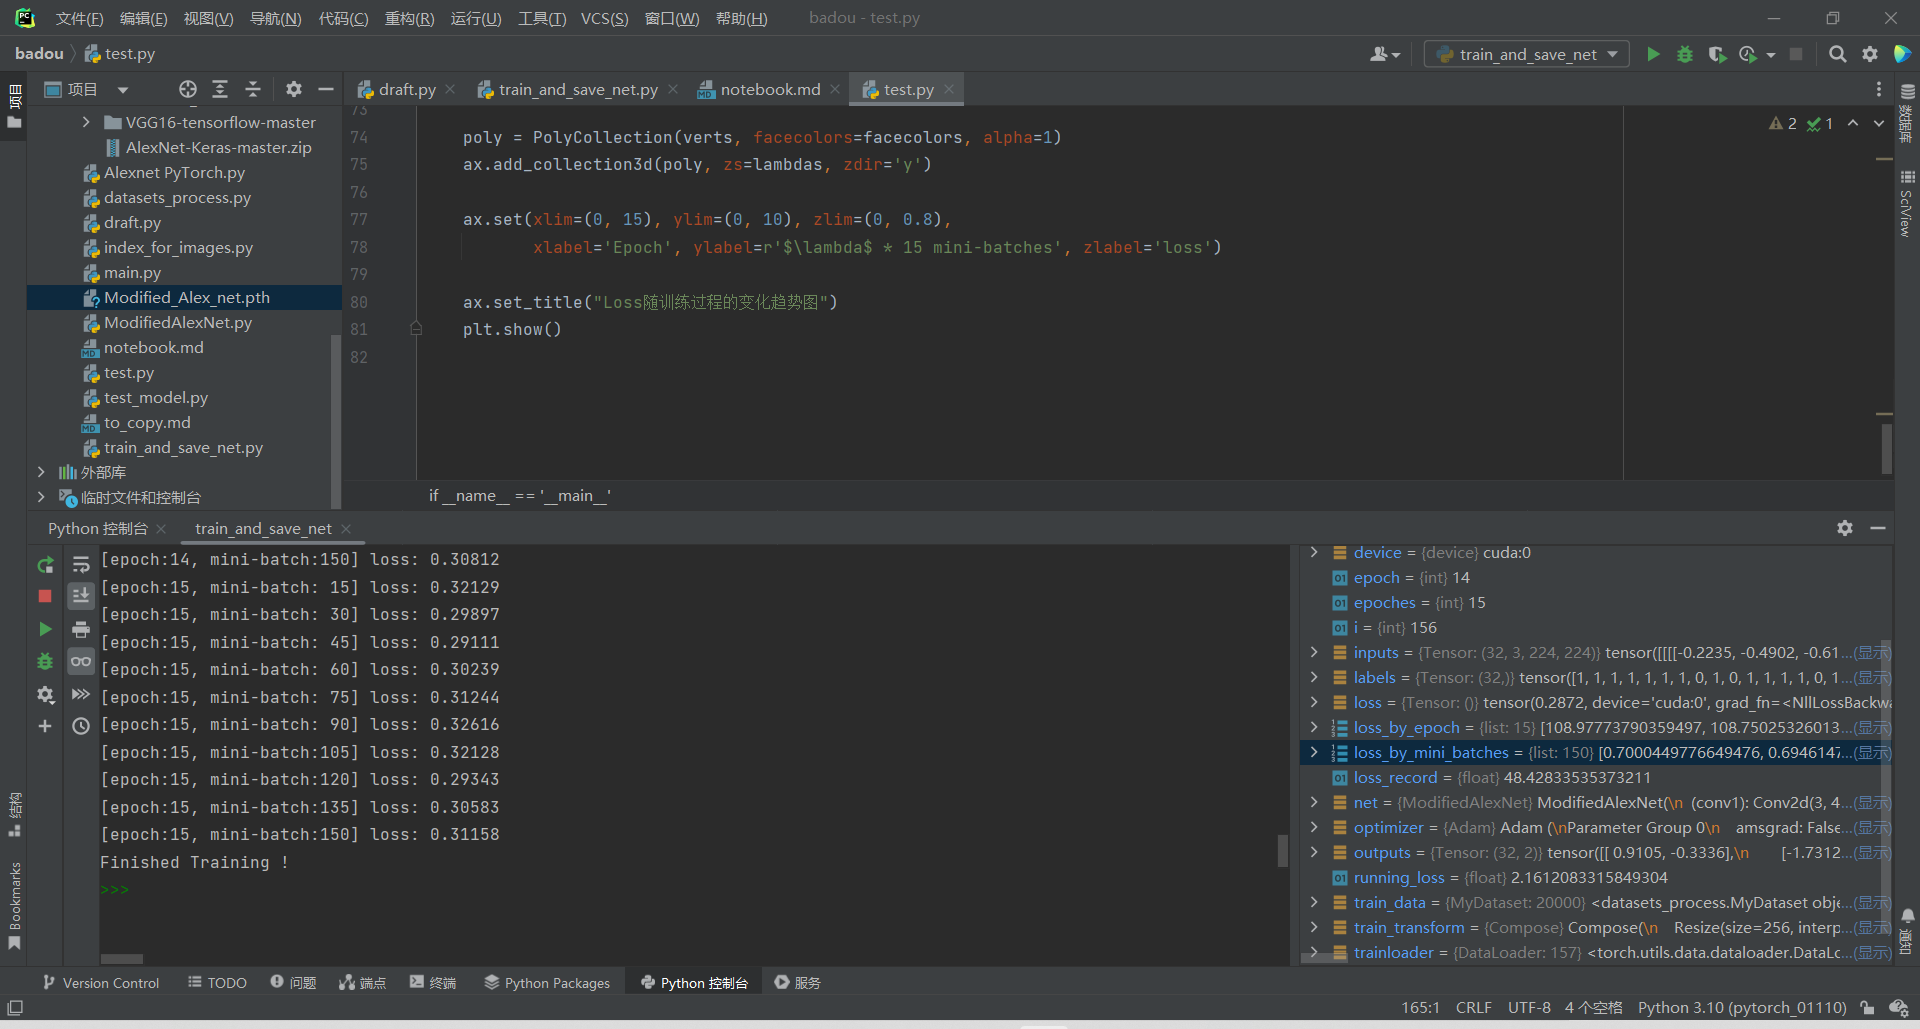 文件(F) 编辑(E) 视图(V) 导航(N) 代码(C) 重构(R) 运行(U) 工具(T) VCS(S) 窗口(W) 帮助(H) badou - test.py
badou test.py train_and_save_net
项目
draft.py train_and_save_net.py notebook.md test.py
VGG16-tensorflow-master
AlexNet-Keras-master.zip
Alexnet PyTorch.py
datasets_process.py
draft.py
index_for_images.py
main.py
Modified_Alex_net.pth
ModifiedAlexNet.py
notebook.md
test.py
test_model.py
to_copy.md
train_and_save_net.py
外部库
临时文件和控制台
73
74 poly = PolyCollection(verts, facecolors=facecolors, alpha=1)
75 ax.add_collection3d(poly, zs=lambdas, zdir='y')
76
77 ax.set(xlim=(0, 15), ylim=(0, 10), zlim=(0, 0.8),
78 xlabel='Epoch', ylabel=r'$\lambda$ * 15 mini-batches', zlabel='loss')
79
80 ax.set_title("Loss随训练过程的变化趋势图")
81 plt.show()
82
2 1
if __name__ == '__main__'
项目
数据库
SciView
Python 控制台 train_and_save_net
[epoch:14, mini-batch:150] loss: 0.30812
[epoch:15, mini-batch: 15] loss: 0.32129
[epoch:15, mini-batch: 30] loss: 0.29897
[epoch:15, mini-batch: 45] loss: 0.29111
[epoch:15, mini-batch: 60] loss: 0.30239
[epoch:15, mini-batch: 75] loss: 0.31244
[epoch:15, mini-batch: 90] loss: 0.32616
[epoch:15, mini-batch:105] loss: 0.32128
[epoch:15, mini-batch:120] loss: 0.29343
[epoch:15, mini-batch:135] loss: 0.30583
[epoch:15, mini-batch:150] loss: 0.31158
Finished Training !
>>>
device = {device} cuda:0
epoch = {int} 14
epoches = {int} 15
i = {int} 156
inputs = {Tensor: (32, 3, 224, 224)} tensor([[[[-0.2235, -0.4902, -0.61...(显示)
labels = {Tensor: (32,)} tensor([1, 1, 1, 1, 1, 1, 1, 0, 1, 0, 1, 1, 1, 1, 0, 1...(显示)
loss = {Tensor: ()} tensor(0.2872, device='cuda:0', grad_fn=<NllLossBackwa
loss_by_epoch = {list: 15} [108.97773790359497, 108.75025326013...(显示)
loss_by_mini_batches = {list: 150} [0.7000449776649476, 0.6946147...(显示)
loss_record = {float} 48.42833535373211
net = {ModifiedAlexNet} ModifiedAlexNet(\n (conv1): Conv2d(3, 4...(显示)
optimizer = {Adam} Adam (\nParameter Group 0\n amsgrad: False...(显示)
outputs = {Tensor: (32, 2)} tensor([[ 0.9105, -0.3336],\n [-1.7312...(显示)
running_loss = {float} 2.1612083315849304
train_data = {MyDataset: 20000} <datasets_process.MyDataset obje...(显示)
train_transform = {Compose} Compose(\n Resize(size=256, interp...(显示)
trainloader = {DataLoader: 157} <torch.utils.data.dataloader.DataLo...(显示)
结构
Bookmarks
通知
Version Control TODO 问题 端点 终端 Python Packages Python 控制台 服务
165:1 CRLF UTF-8 4 个空格 Python 3.10 (pytorch_01110)